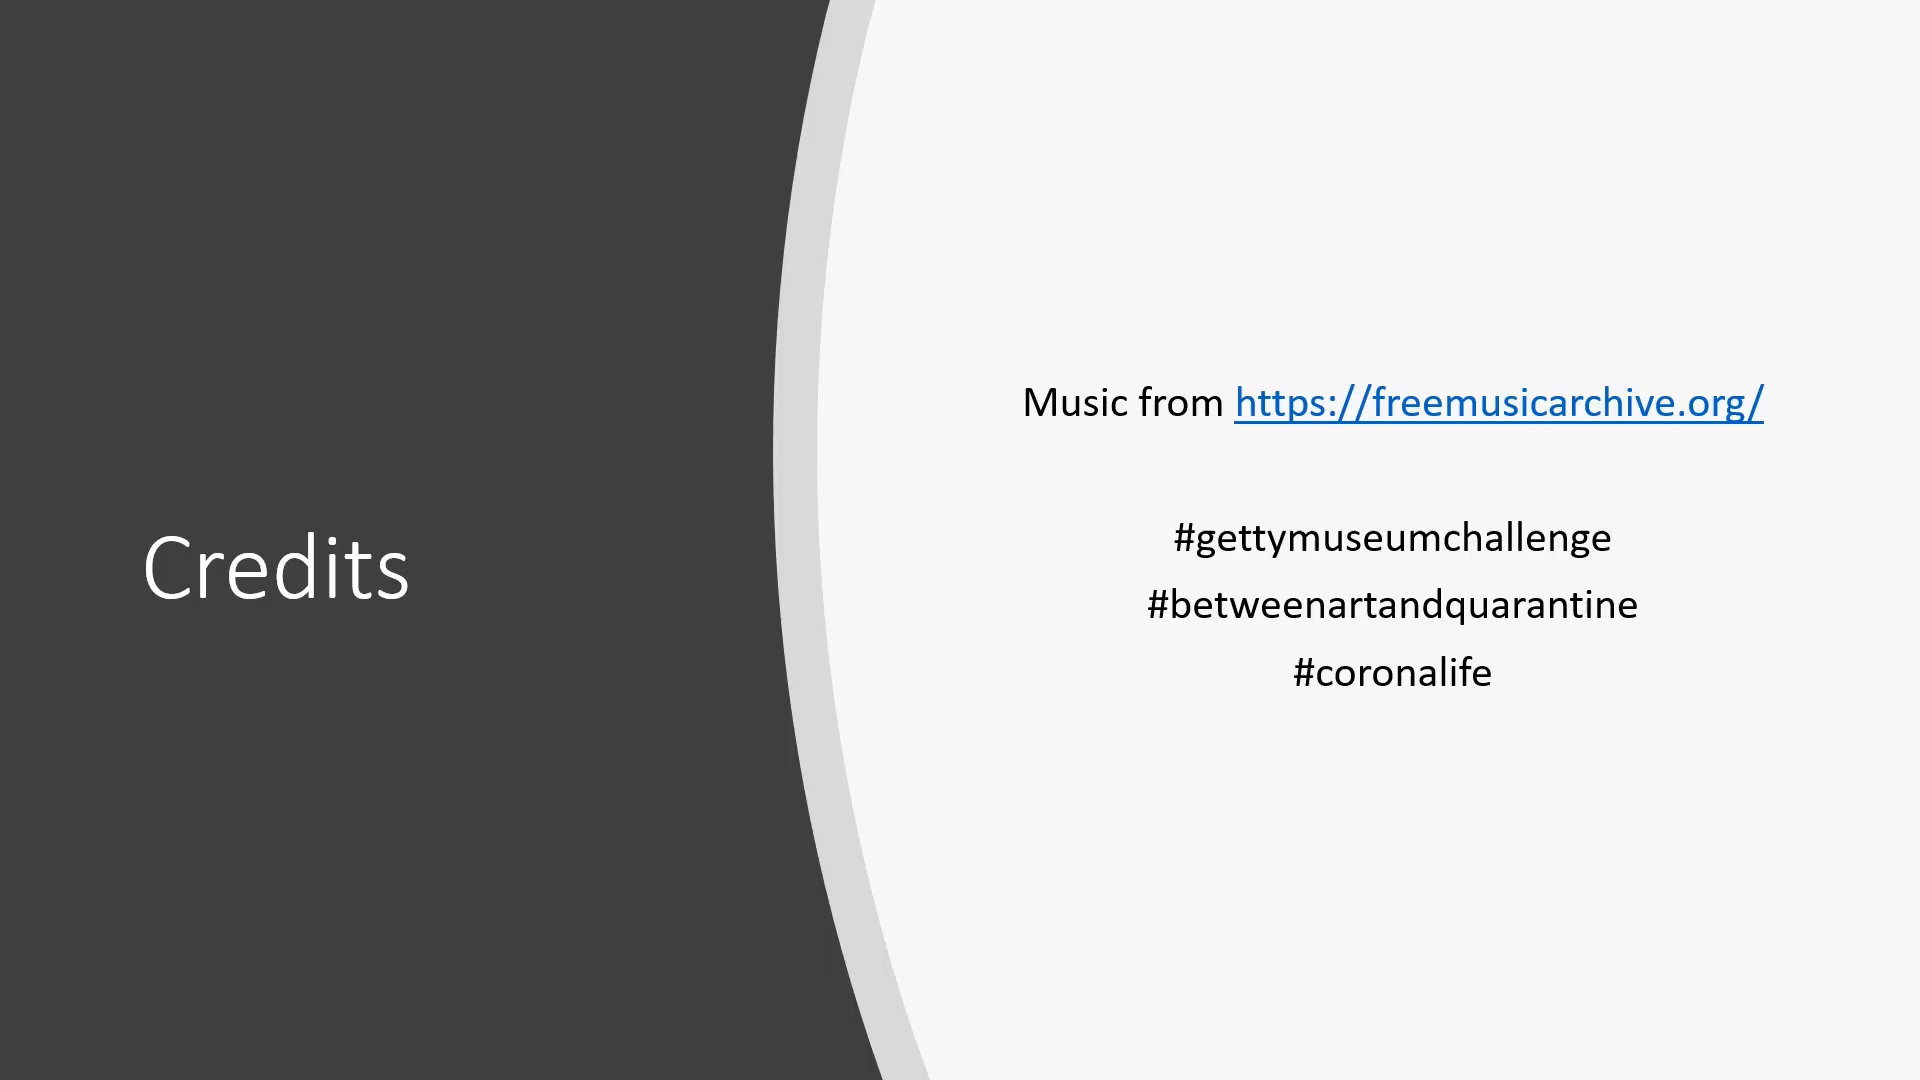 Credits
Music from https://freemusicarchive.org/
#gettymuseumchallenge
#betweenartandquarantine
#coronalife